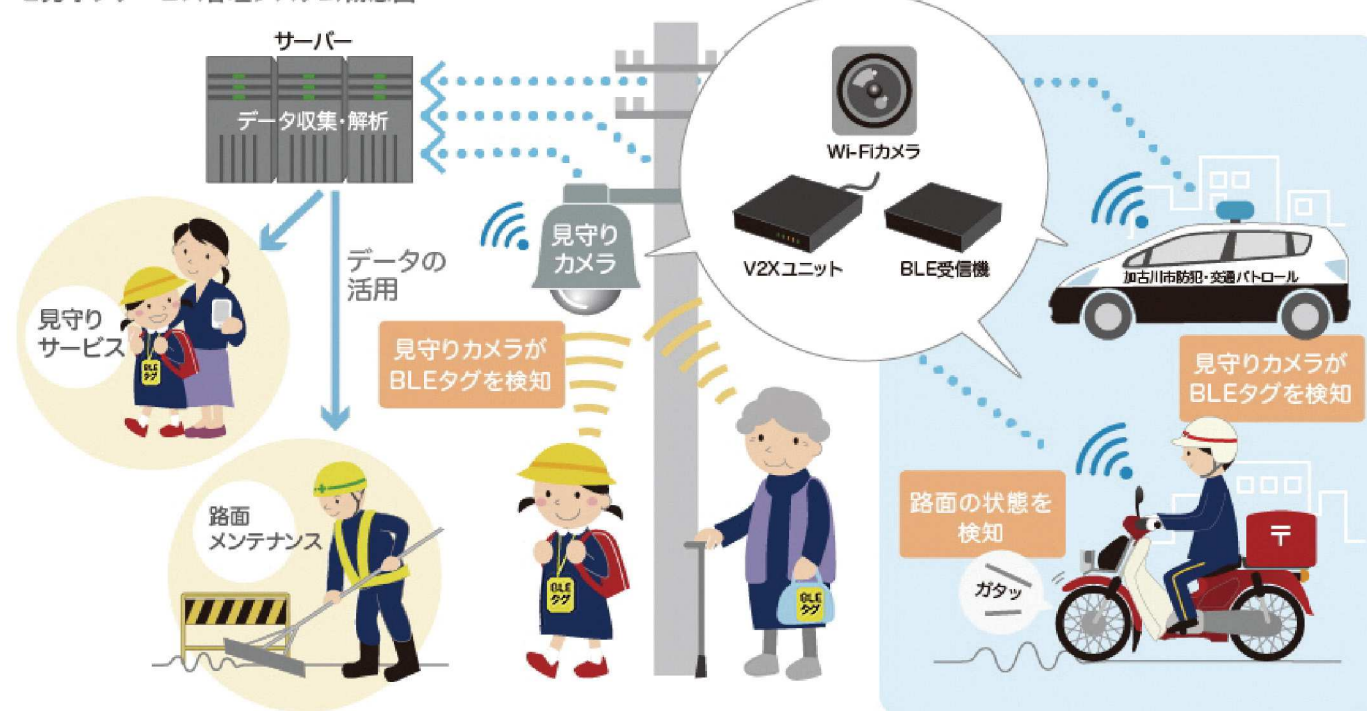 サーバー
データ収集・解析
Wi-Fiカメラ
V2Xユニット
BLE受信機
見守り
カメラ
データの
活用
見守り
サービス
BLE
タグ
見守りカメラが
BLEタグを検知
加古川市防犯・交通パトロール
見守りカメラが
BLEタグを検知
路面
メンテナンス
BLE
タグ
BLE
タグ
路面の状態を
検知
ガタッ
〒